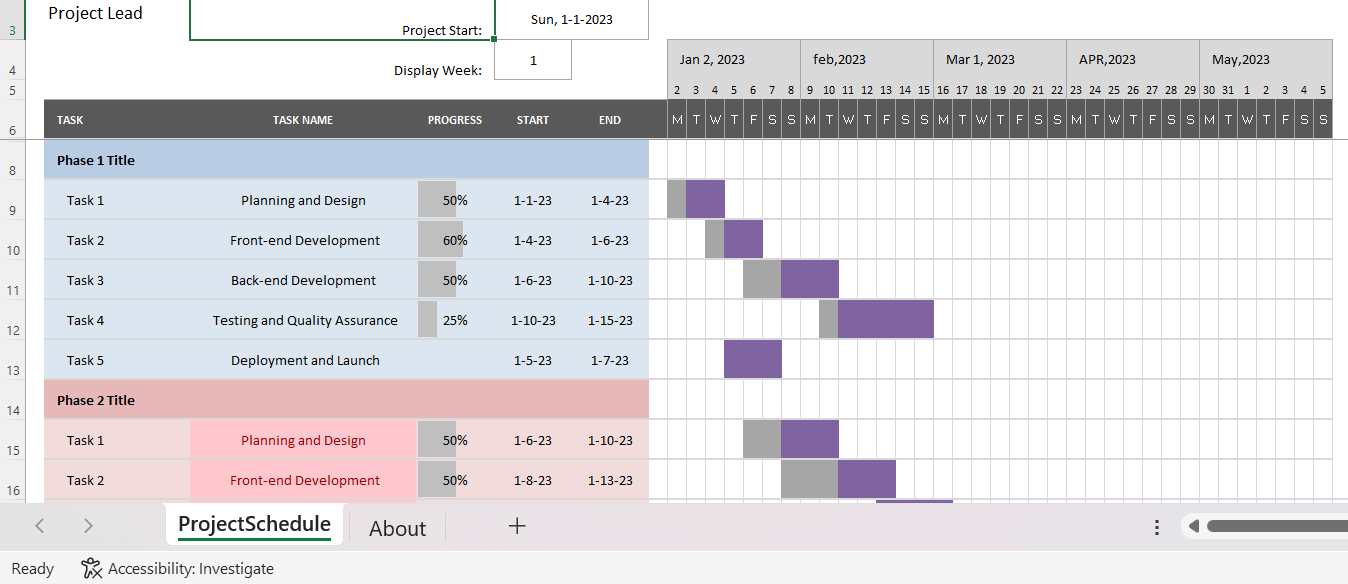 3 Project Lead Project Start: Sun, 1-1-2023
4 Display Week: 1 Jan 2, 2023 feb,2023 Mar 1, 2023 APR,2023 May,2023
5 2 3 4 5 6 7 8 9 10 11 12 13 14 15 16 17 18 19 20 21 22 23 24 25 26 27 28 29 30 31 1 2 3 4 5
6 TASK TASK NAME PROGRESS START END M T W T F S S M T W T F S S M T W T F S S M T W T F S S M T W T F S S
8 Phase 1 Title
9 Task 1 Planning and Design 50% 1-1-23 1-4-23
10 Task 2 Front-end Development 60% 1-4-23 1-6-23
11 Task 3 Back-end Development 50% 1-6-23 1-10-23
12 Task 4 Testing and Quality Assurance 25% 1-10-23 1-15-23
13 Task 5 Deployment and Launch 1-5-23 1-7-23
14 Phase 2 Title
15 Task 1 Planning and Design 50% 1-6-23 1-10-23
16 Task 2 Front-end Development 50% 1-8-23 1-13-23
ProjectSchedule About
Ready Accessibility: Investigate